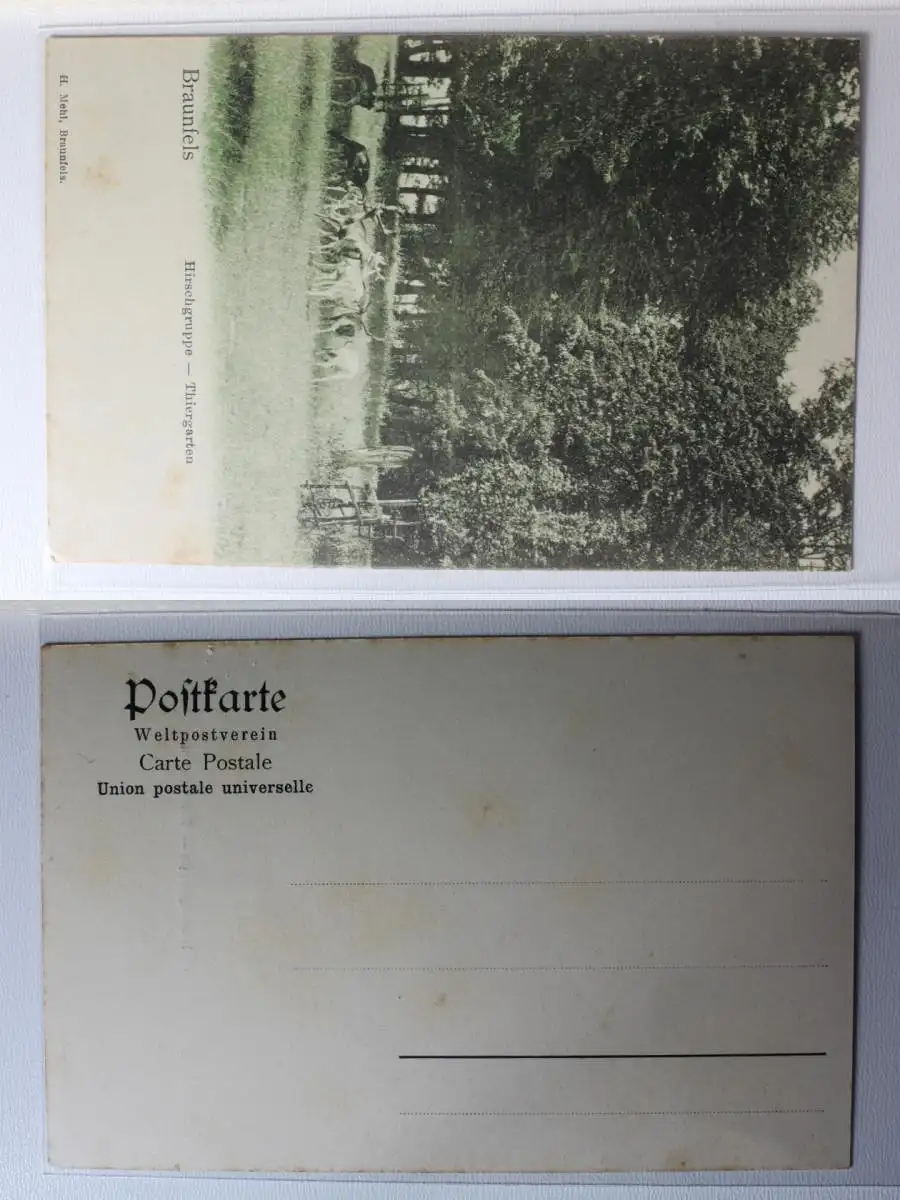 Braunfels
Hirschgruppe — Thiergarten
H. Mehl, Braunfels.
Poſtkarte
Weltpostverein
Carte Postale
Union postale universelle